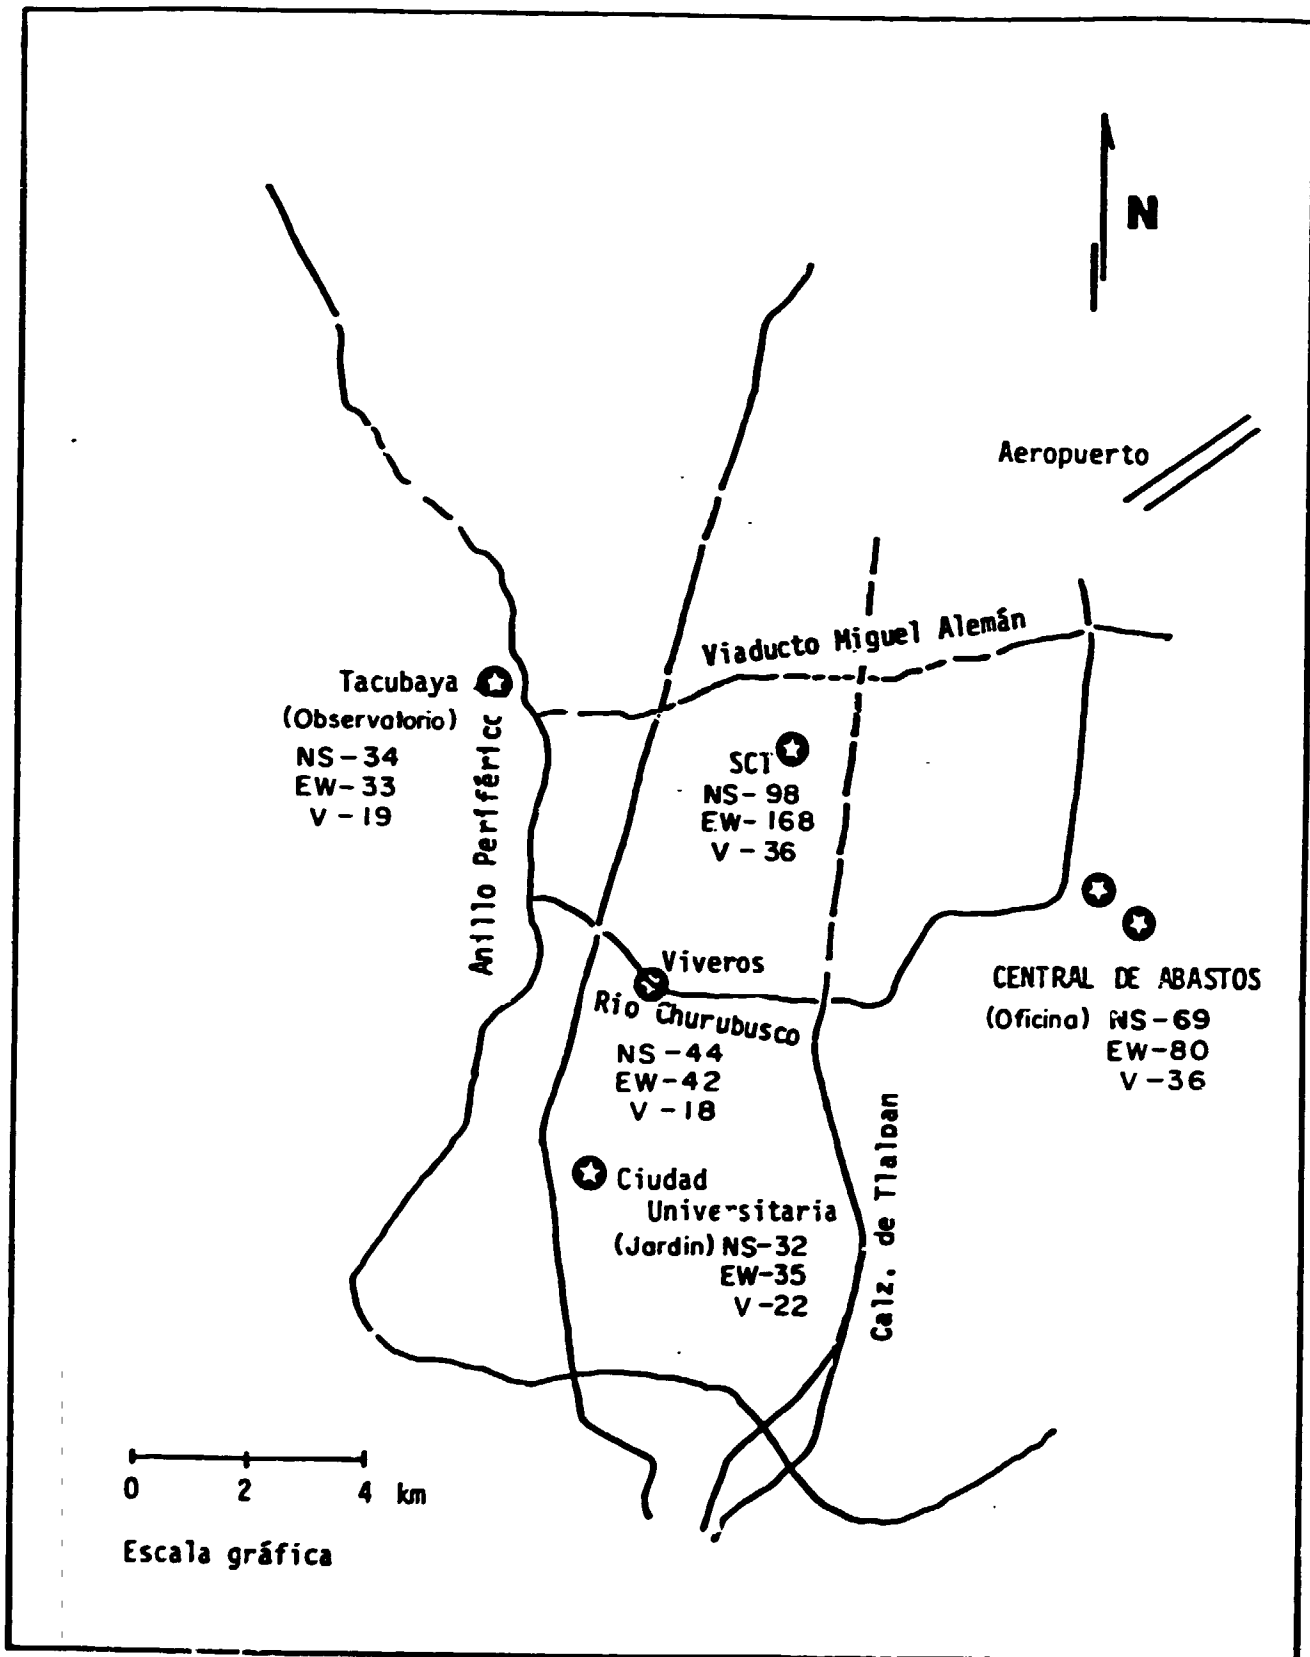 N
Aeropuerto
Viaducto Miguel Alemán
Tacubaya
(Observatorio)
NS-34
EW-33
V-19
Anillo Periféricc
SCT
NS-98
EW-168
V-36
Viveros
Río Churubusco
NS-44
EW-42
V-18
CENTRAL DE ABASTOS
(Oficina) NS-69
EW-80
V-36
Ciudad
Universitaria
(Jardin) NS-32
EW-35
V-22
Calz. de Tlalpan
0 2 4 km
Escala gráfica